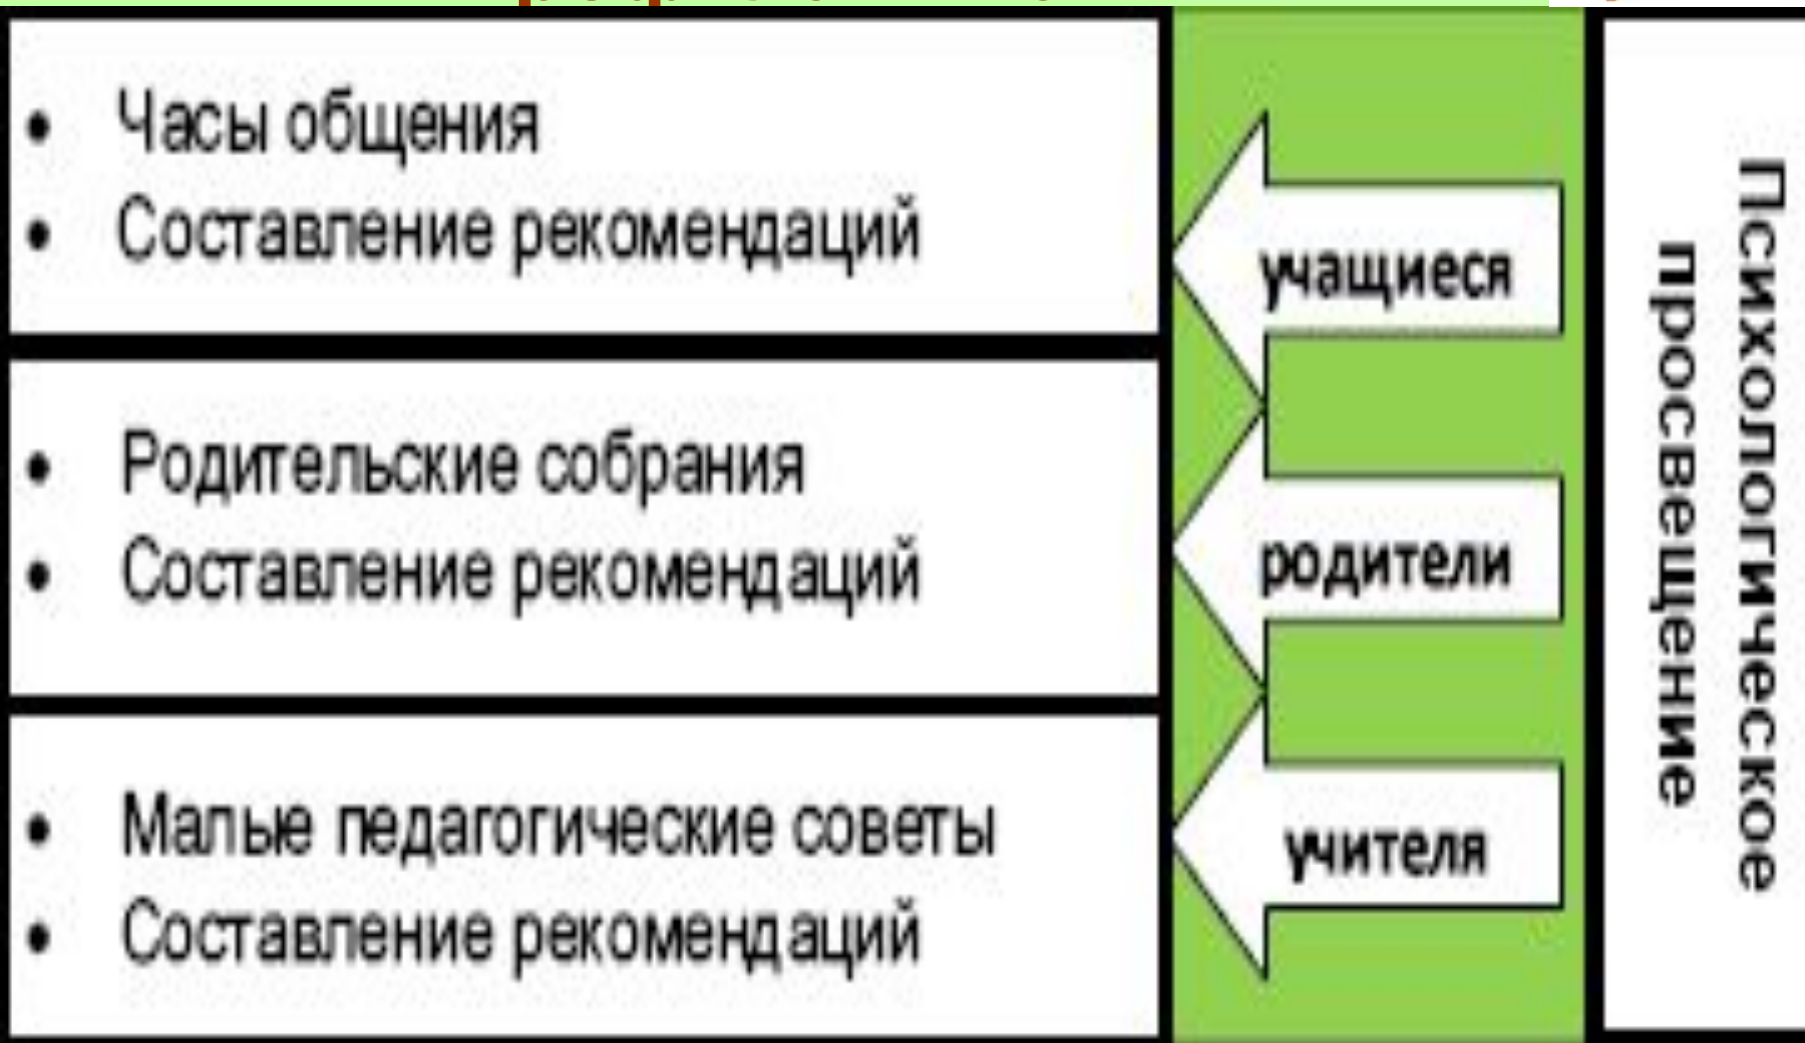 Часы общения
Составление рекомендаций
учащиеся
Родительские собрания
Составление рекомендаций
родители
Малые педагогические советы
Составление рекомендаций
учителя
Психологическое
просвещение